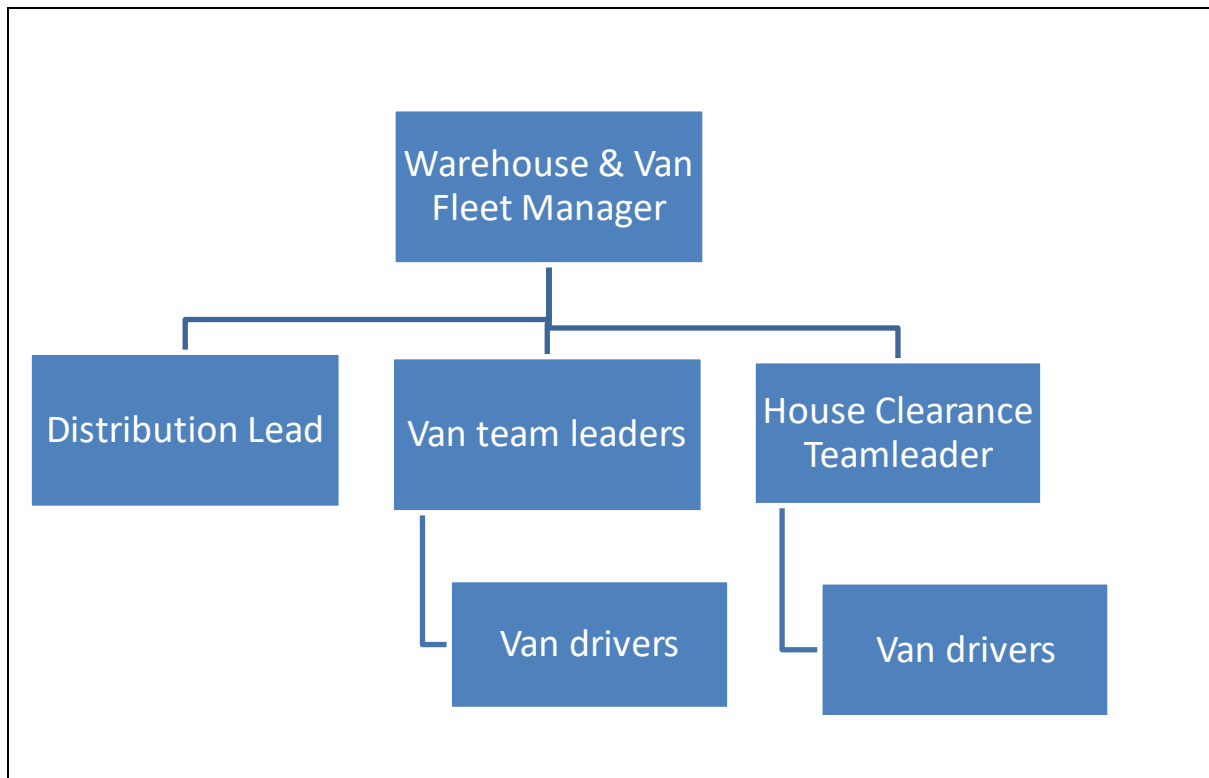 Warehouse & Van
Fleet Manager
Distribution Lead
Van team leaders
House Clearance
Teamleader
Van drivers
Van drivers